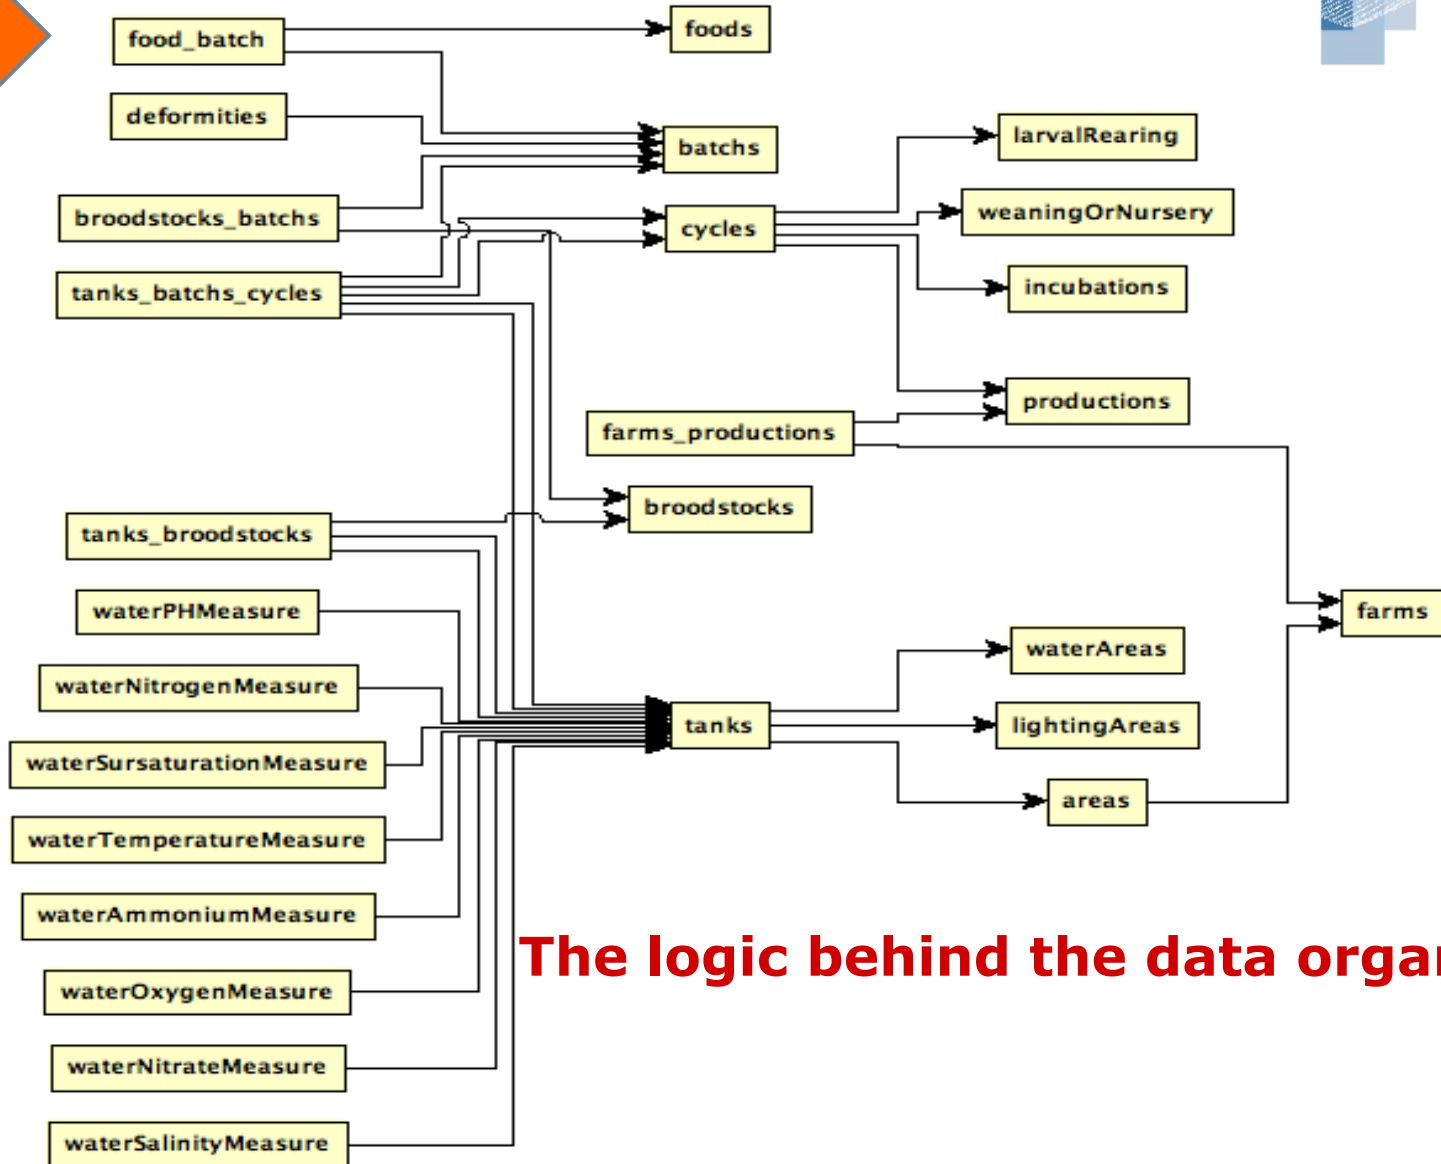 food_batch
foods
deformities
batchs
larvalRearing
broodstocks_batchs
cycles
weaningOrNursery
tanks_batchs_cycles
incubations
productions
farms_productions
broodstocks
tanks_broodstocks
waterPHMeasure
farms
waterAreas
waterNitrogenMeasure
tanks
lightingAreas
waterSursaturationMeasure
areas
waterTemperatureMeasure
waterAmmoniumMeasure
The logic behind the data organ
waterOxygenMeasure
waterNitrateMeasure
waterSalinityMeasure